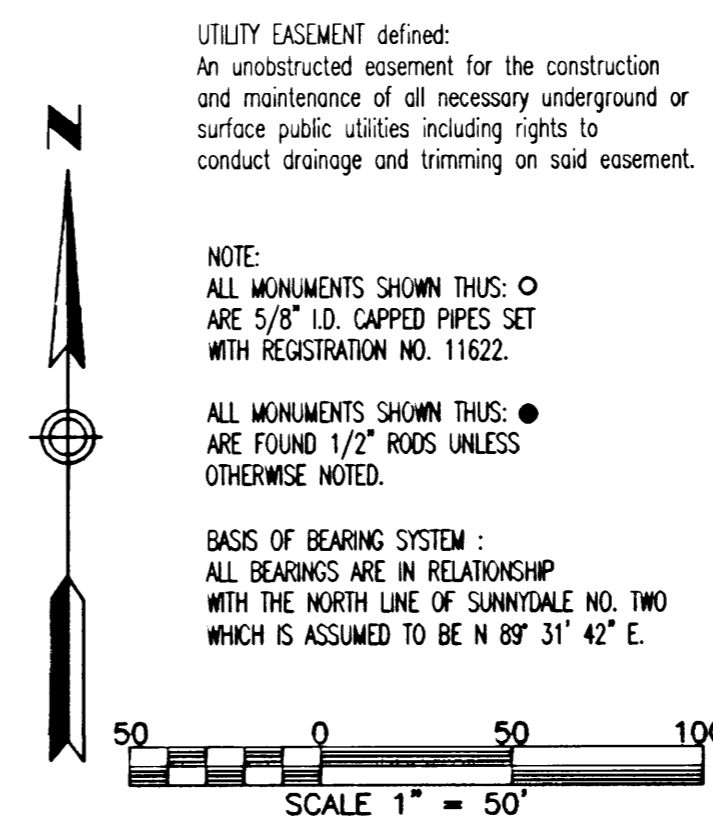 UTILITY EASEMENT defined:
An unobstructed easement for the construction
and maintenance of all necessary underground or
surface public utilities including rights to
conduct drainage and trimming on said easement.
N
NOTE:
ALL MONUMENTS SHOWN THUS: O
ARE 5/8" I.D. CAPPED PIPES SET
WITH REGISTRATION NO. 11622.
ALL MONUMENTS SHOWN THUS: ●
ARE FOUND 1/2" RODS UNLESS
OTHERWISE NOTED.
BASIS OF BEARING SYSTEM :
ALL BEARINGS ARE IN RELATIONSHIP
WITH THE NORTH LINE OF SUNNYDALE NO. TWO
WHICH IS ASSUMED TO BE N 89° 31' 42" E.
50 0 50 100
SCALE 1" = 50'